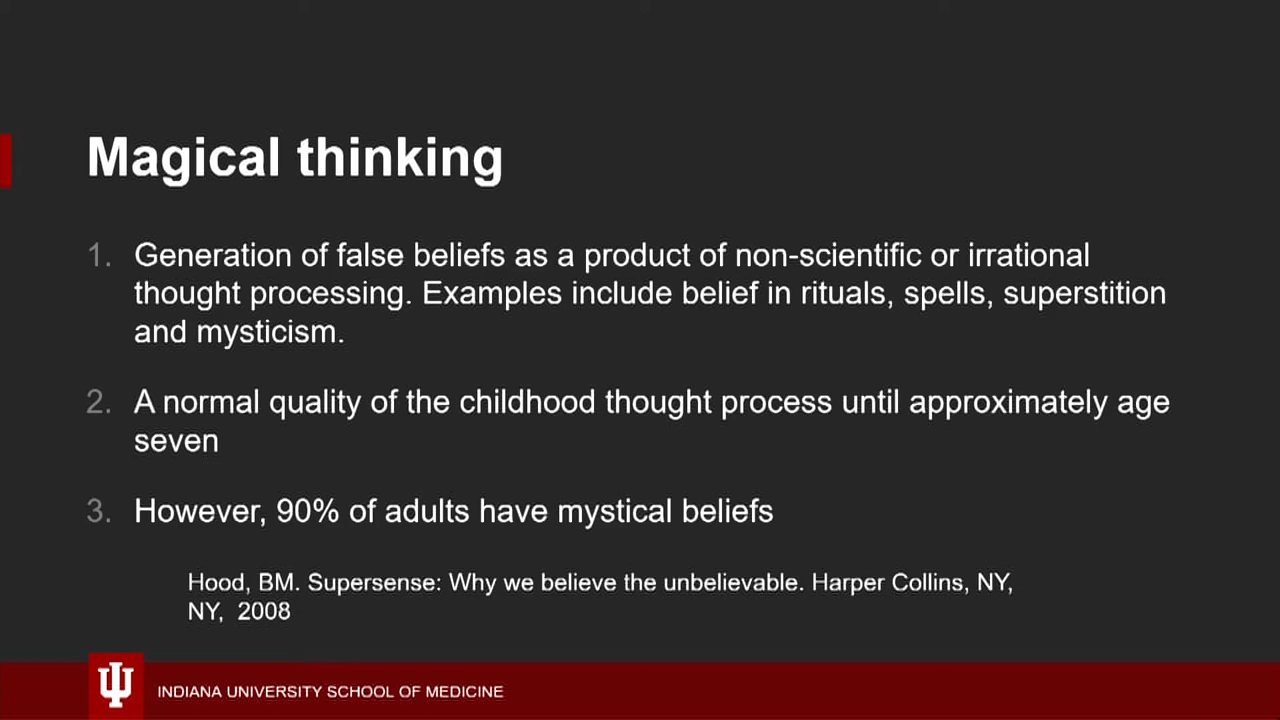 Magical thinking
1. Generation of false beliefs as a product of non-scientific or irrational
thought processing. Examples include belief in rituals, spells, superstition
and mysticism.
2. A normal quality of the childhood thought process until approximately age
seven
3. However, 90% of adults have mystical beliefs
Hood, BM. Supersense: Why we believe the unbelievable. Harper Collins, NY,
NY,  2008
INDIANA UNIVERSITY SCHOOL OF MEDICINE